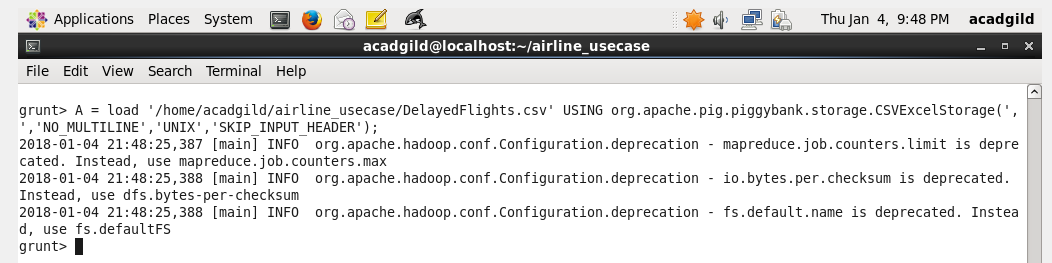 Applications Places System Thu Jan 4, 9:48 PM acadgild
acadgild@localhost:~/airline_usecase
File Edit View Search Terminal Help
grunt> A = load '/home/acadgild/airline_usecase/DelayedFlights.csv' USING org.apache.pig.piggybank.storage.CSVExcelStorage(',
','NO_MULTILINE','UNIX','SKIP_INPUT_HEADER');
2018-01-04 21:48:25,387 [main] INFO  org.apache.hadoop.conf.Configuration.deprecation - mapreduce.job.counters.limit is depre
cated. Instead, use mapreduce.job.counters.max
2018-01-04 21:48:25,388 [main] INFO  org.apache.hadoop.conf.Configuration.deprecation - io.bytes.per.checksum is deprecated.
Instead, use dfs.bytes-per-checksum
2018-01-04 21:48:25,388 [main] INFO  org.apache.hadoop.conf.Configuration.deprecation - fs.default.name is deprecated. Instea
d, use fs.defaultFS
grunt>